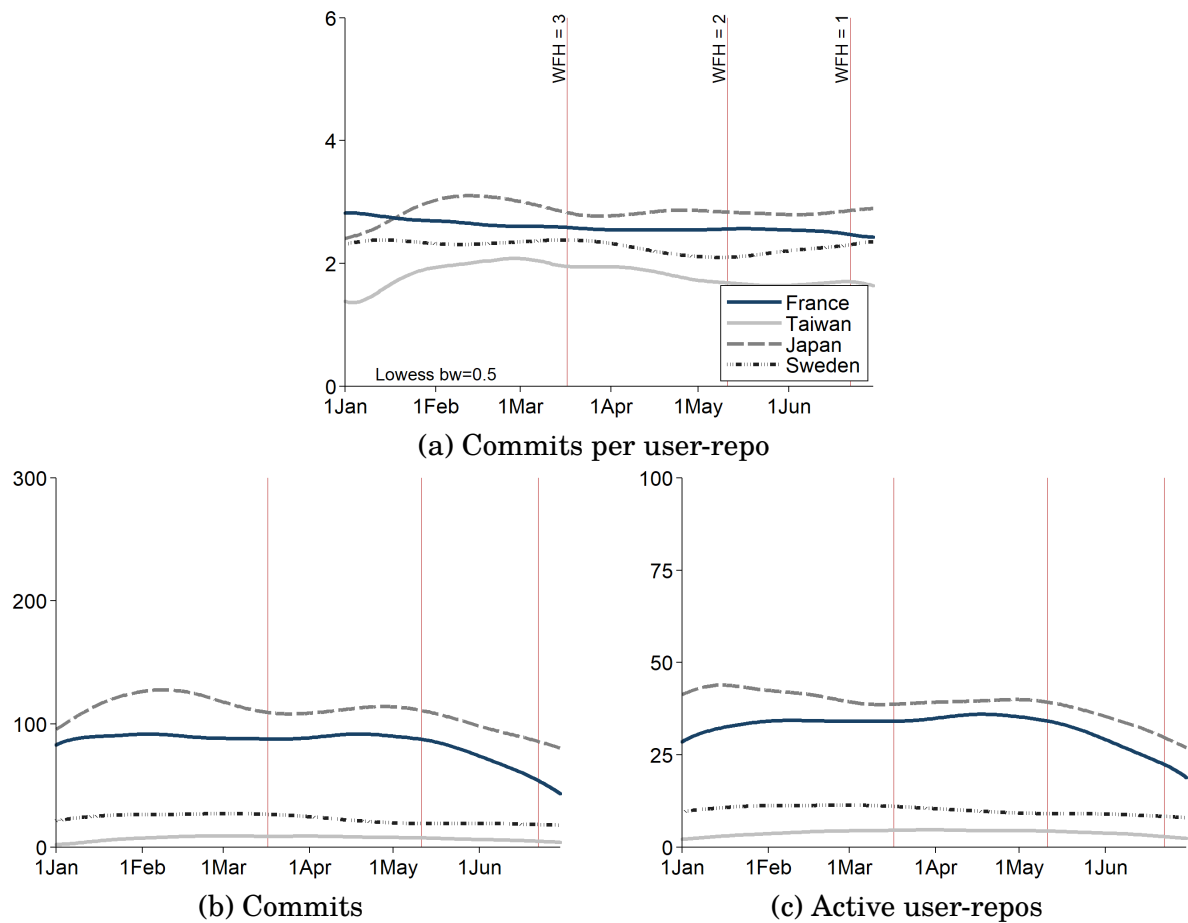 6
4
2
0
WFH = 3
WFH = 2
WFH = 1
France
Taiwan
Japan
Sweden
Lowess bw=0.5
1Jan 1Feb 1Mar 1Apr 1May 1Jun
(a) Commits per user-repo
300
200
100
0
1Jan 1Feb 1Mar 1Apr 1May 1Jun
(b) Commits
100
75
50
25
0
1Jan 1Feb 1Mar 1Apr 1May 1Jun
(c) Active user-repos